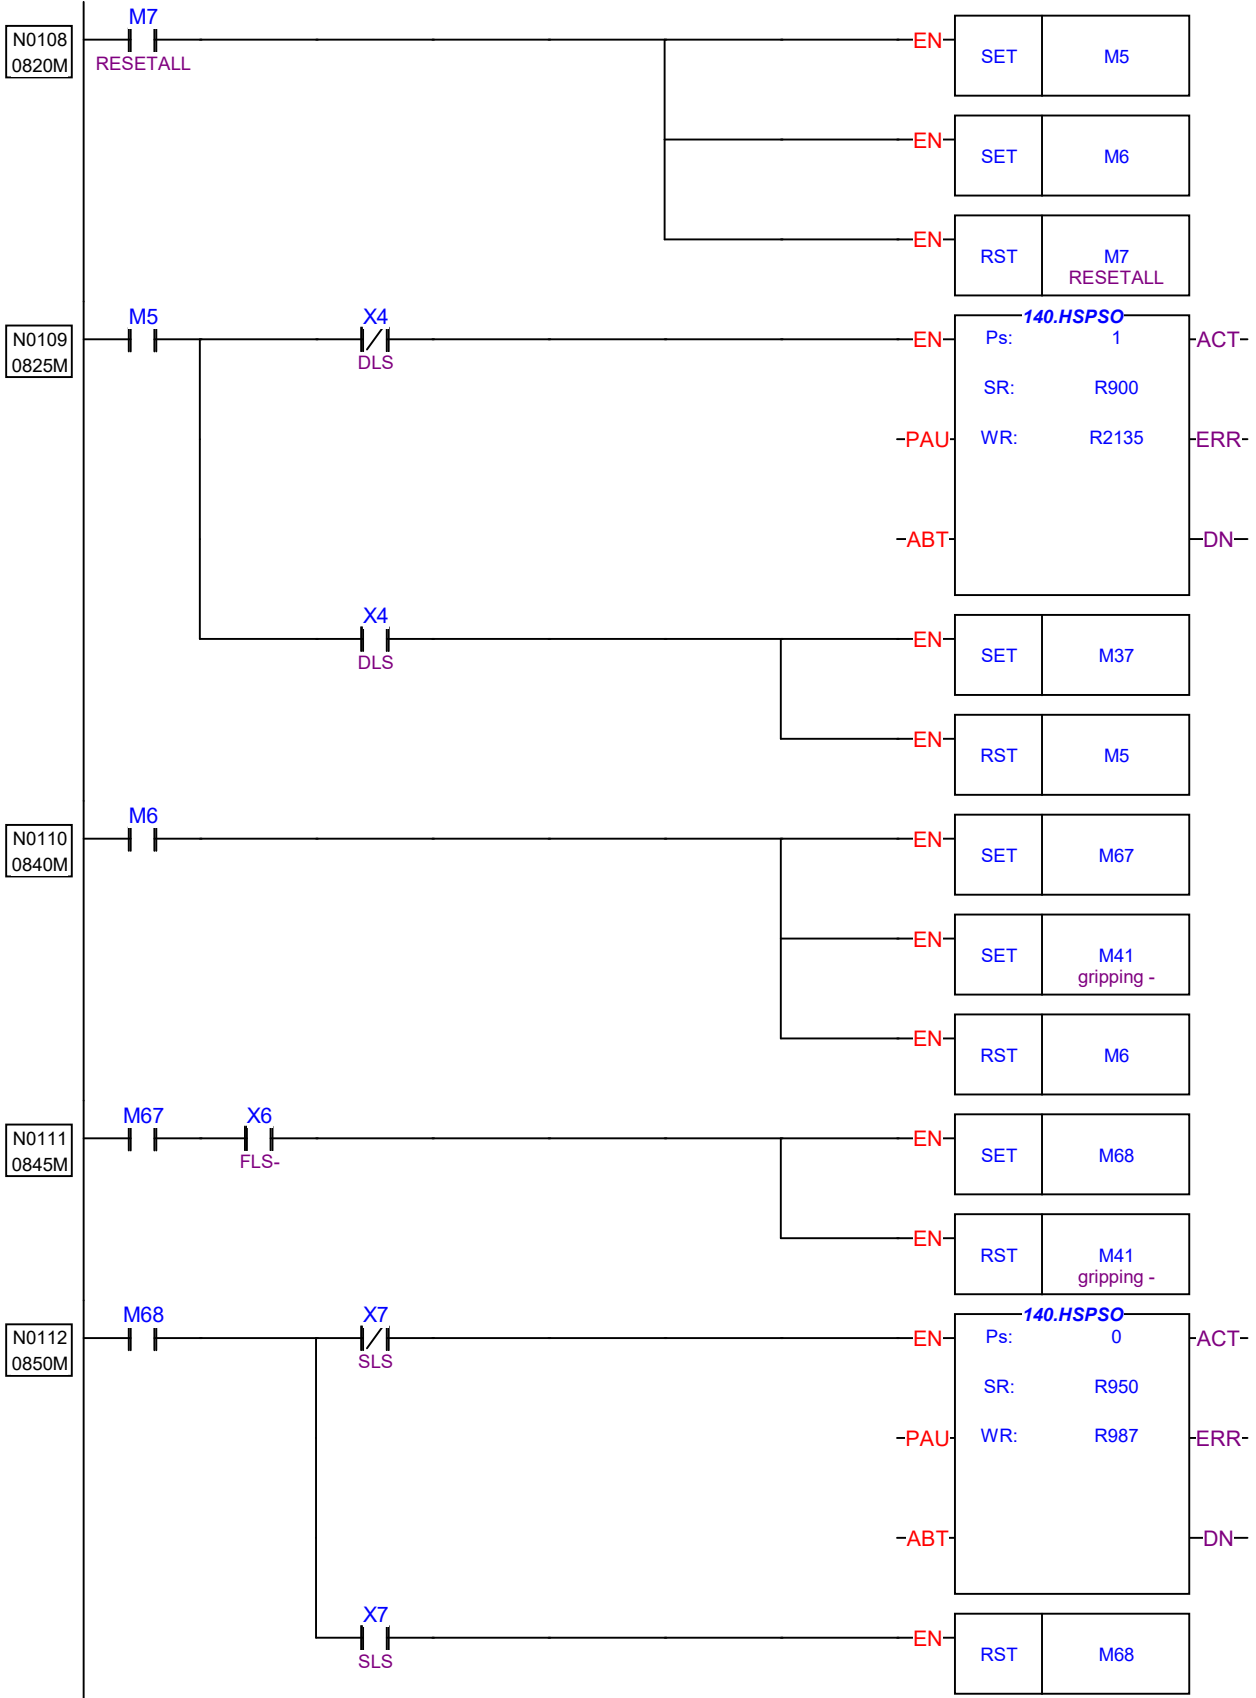 M7
N0108
0820M
RESETALL
EN
SET M5
EN
SET M6
EN
RST M7
RESETALL
M5 X4
N0109
0825M
DLS
EN
140.HSPSO
Ps: 1
ACT
SR: R900
PAU
WR: R2135
ERR
ABT
DN
X4
DLS
EN
SET M37
EN
RST M5
M6
N0110
0840M
EN
SET M67
EN
SET M41
gripping -
EN
RST M6
M67 X6
N0111
0845M
FLS-
EN
SET M68
EN
RST M41
gripping -
M68 X7
N0112
0850M
SLS
EN
140.HSPSO
Ps: 0
ACT
SR: R950
PAU
WR: R987
ERR
ABT
DN
X7
SLS
EN
RST M68